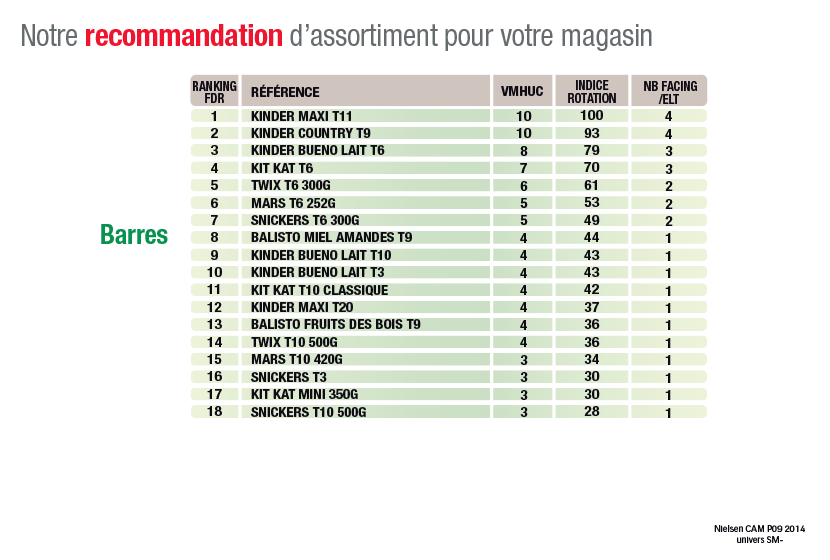 Notre recommandation d'assortiment pour votre magasin
RANKING FDR RÉFÉRENCE VMHUC INDICE ROTATION NB FACING /ELT
1 KINDER MAXI T11 10 100 4
2 KINDER COUNTRY T9 10 93 4
3 KINDER BUENO LAIT T6 8 79 3
4 KIT KAT T6 7 70 3
5 TWIX T6 300G 6 61 2
6 MARS T6 252G 5 53 2
7 SNICKERS T6 300G 5 49 2
Barres
8 BALISTO MIEL AMANDES T9 4 44 1
9 KINDER BUENO LAIT T10 4 43 1
10 KINDER BUENO LAIT T3 4 43 1
11 KIT KAT T10 CLASSIQUE 4 42 1
12 KINDER MAXI T20 4 37 1
13 BALISTO FRUITS DES BOIS T9 4 36 1
14 TWIX T10 500G 4 36 1
15 MARS T10 420G 3 34 1
16 SNICKERS T3 3 30 1
17 KIT KAT MINI 350G 3 30 1
18 SNICKERS T10 500G 3 28 1
Nielsen CAM P09 2014
univers SM-